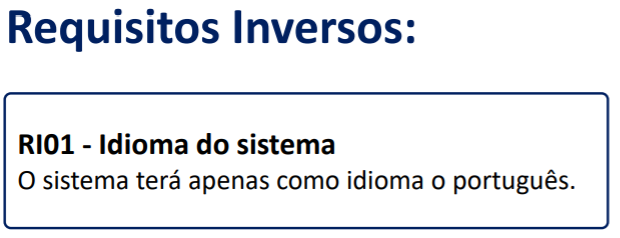 Requisitos Inversos:
RI01 - Idioma do sistema
O sistema terá apenas como idioma o português.